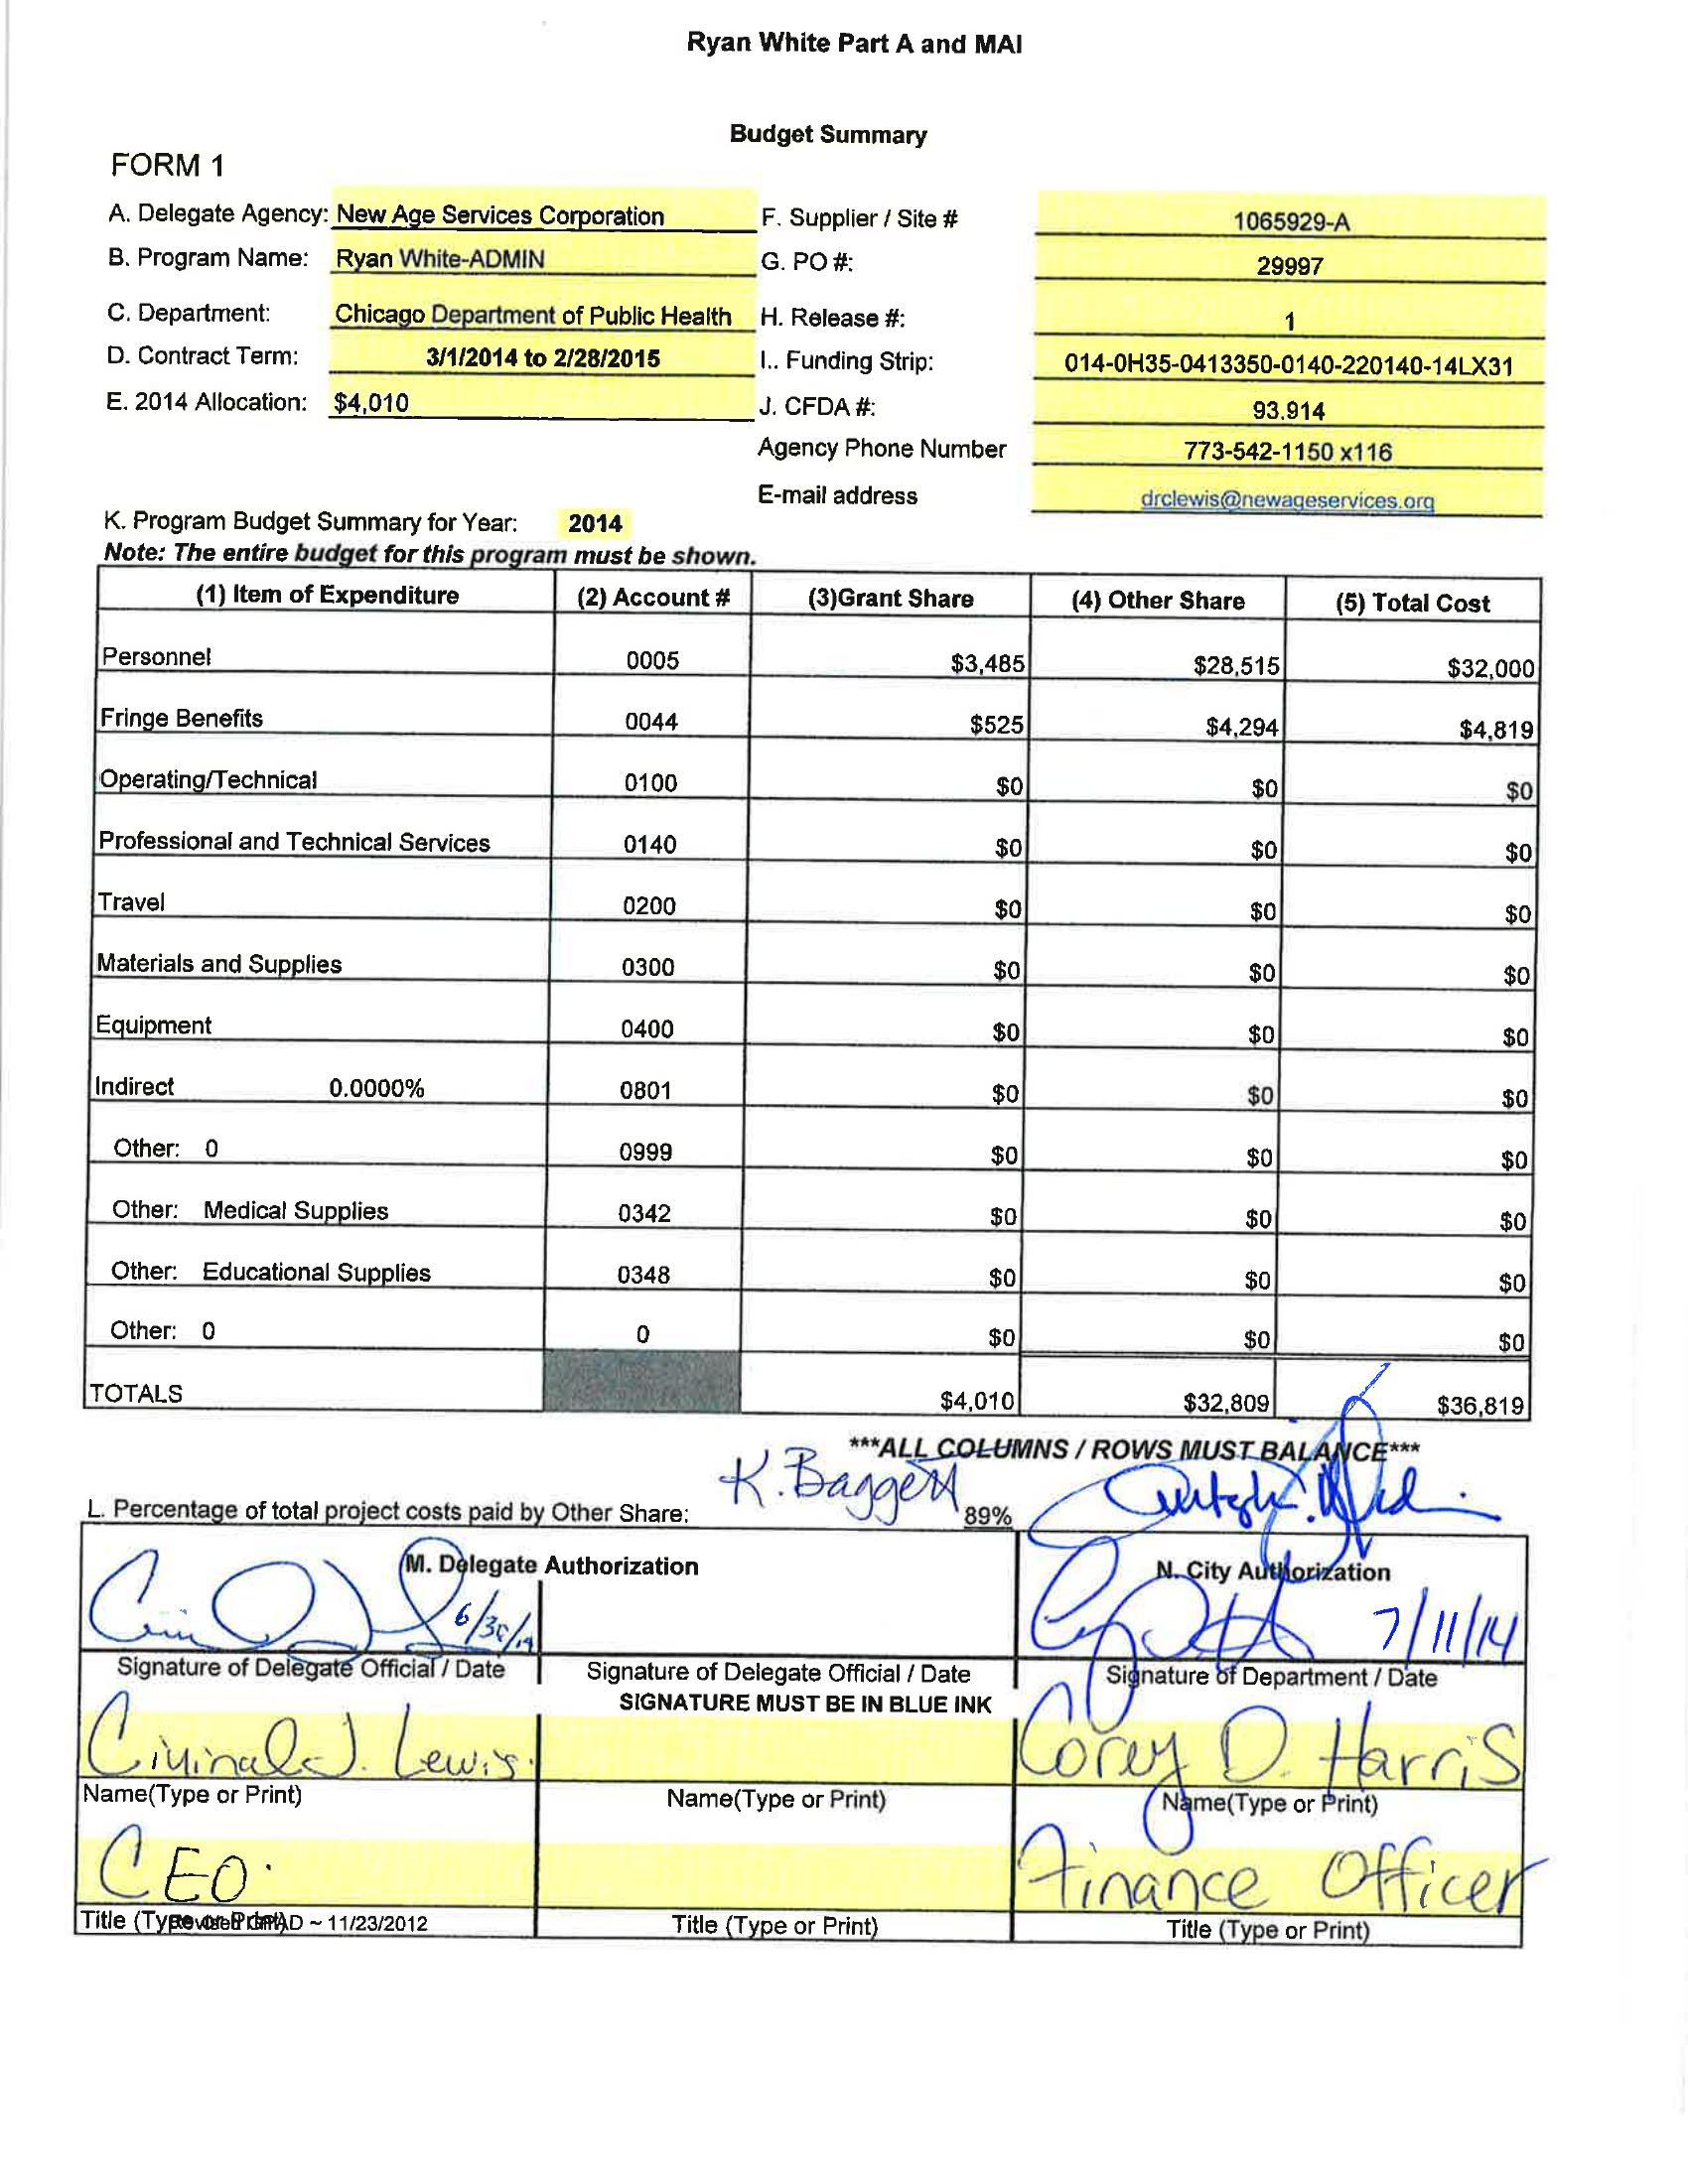 Ryan White Part A and MAI
Budget Summary
FORM 1
A. Delegate Agency: New Age Services Corporation F. Supplier / Site # 1065929-A
B. Program Name: Ryan White-ADMIN G. PO #: 29997
C. Department: Chicago Department of Public Health H. Release #: 1
D. Contract Term: 3/1/2014 to 2/28/2015 I.. Funding Strip: 014-0H35-0413350-0140-220140-14LX31
E. 2014 Allocation: $4,010 J. CFDA #: 93.914
Agency Phone Number 773-542-1150 x116
E-mail address drclewis@newageservices.org
K. Program Budget Summary for Year: 2014
Note: The entire budget for this program must be shown.
(1) Item of Expenditure (2) Account # (3)Grant Share (4) Other Share (5) Total Cost
Personnel 0005 $3,485 $28,515 $32,000
Fringe Benefits 0044 $525 $4,294 $4,819
Operating/Technical 0100 $0 $0 $0
Professional and Technical Services 0140 $0 $0 $0
Travel 0200 $0 $0 $0
Materials and Supplies 0300 $0 $0 $0
Equipment 0400 $0 $0 $0
Indirect 0.0000% 0801 $0 $0 $0
Other: 0 0999 $0 $0 $0
Other: Medical Supplies 0342 $0 $0 $0
Other: Educational Supplies 0348 $0 $0 $0
Other: 0 0 $0 $0 $0
TOTALS $4,010 $32,809 $36,819
***ALL COLUMNS / ROWS MUST BALANCE***
K. Baggett
L. Percentage of total project costs paid by Other Share: 89%
M. Delegate Authorization N. City Authorization
6/30/14 7/11/14
Signature of Delegate Official / Date Signature of Delegate Official / Date Signature of Department / Date
SIGNATURE MUST BE IN BLUE INK
J. Lewis Corey D. Harris
Name(Type or Print) Name(Type or Print) Name(Type or Print)
CEO. Finance Officer
Title (Type or Print) ~ 11/23/2012 Title (Type or Print) Title (Type or Print)